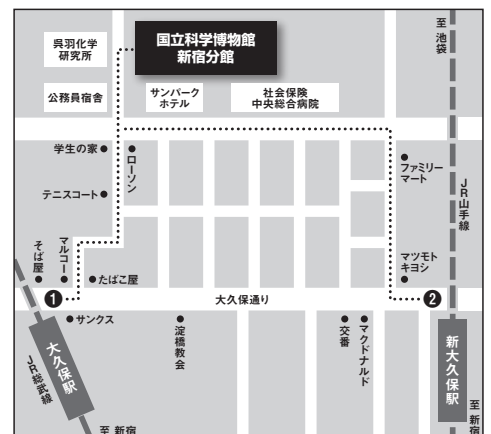 至
池袋
呉羽化学
研究所
国立科学博物館
新宿分館
公務員宿舎
サンパーク
ホテル
社会保険
中央総合病院
学生の家
ローソン
ファミリー
マート
テニスコート
JR山手線
そば屋
マルコー
たばこ屋
マツモト
キヨシ
1
大久保通り
2
サンクス
淀橋教会
交番
マクドナルド
大久保駅
新大久保駅
JR総武線
至 新宿
至
新宿